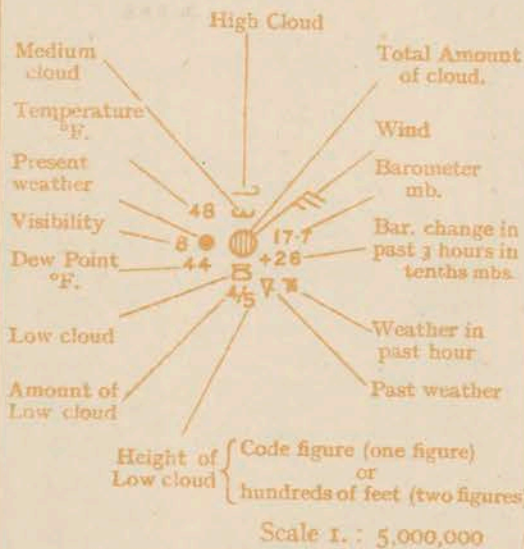 High Cloud
Medium
cloud
Total Amount
of cloud.
Temperature
°F.
Wind
Present
weather
Barometer
mb.
48
Visibility
8
17·7
Bar. change in
past 3 hours in
tenths mbs.
+26
Dew Point
°F.
44
4/5
Low cloud
Weather in
past hour
Amount of
Low cloud
Past weather
Height of
Low cloud
Code figure (one figure)
or
hundreds of feet (two figures
Scale 1. : 5,000,000